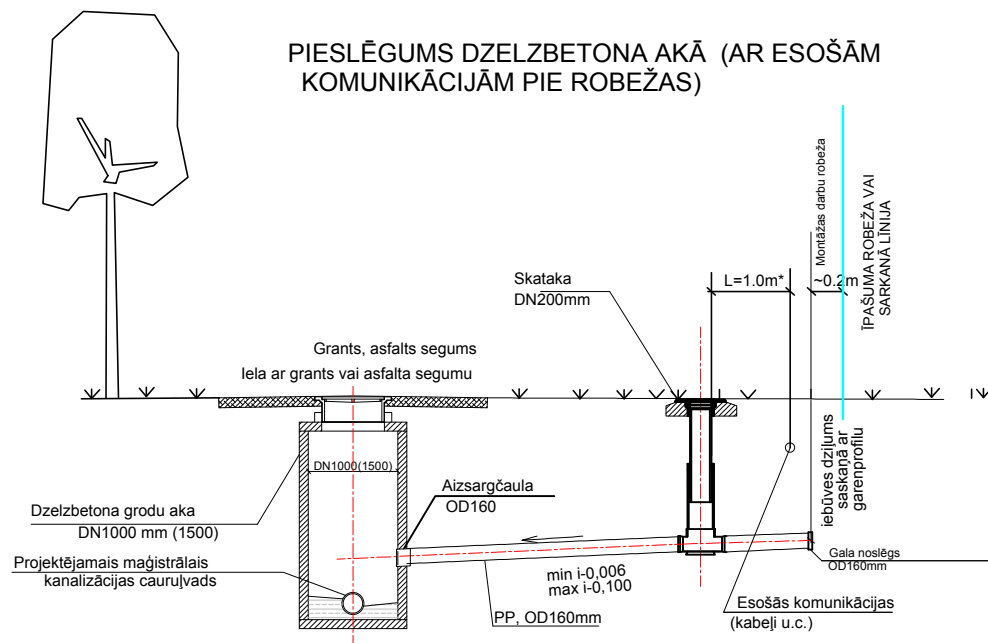 PIESLĒGUMS DZELZBETONA AKĀ (AR ESOŠĀM
KOMUNIKĀCIJĀM PIE ROBEŽAS)
Montāžas darbu robeža
ĪPAŠUMA ROBEŽA VAI
SARKANĀ LĪNIJA
Skataka
DN200mm
L=1.0m*
~0.2m
Grants, asfalts segums
Iela ar grants vai asfalta segumu
DN1000(1500)
Aizsargčaula
OD160
Dzelzbetona grodu aka
DN1000 mm (1500)
Projektējamais maģistrālais
kanalizācijas cauruļvads
min i-0,006
max i-0,100
PP, OD160mm
iebūves dziļums
saskaņā ar
garenprofilu
Gala noslēgs
OD160mm
Esošās komunikācijas
(kabeļi u.c.)